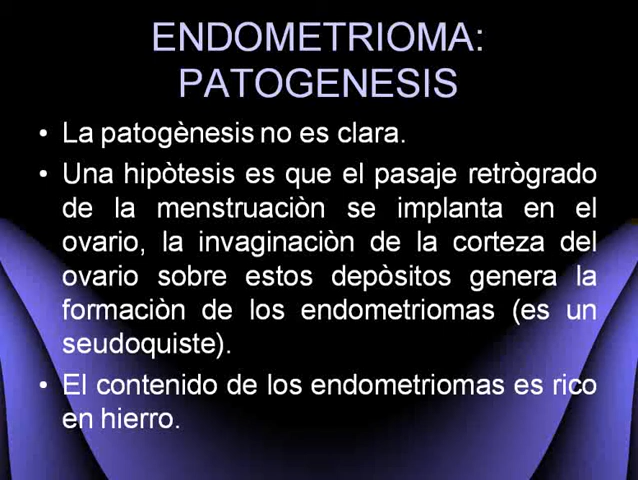 ENDOMETRIOMA:
PATOGENESIS
• La patogènesis no es clara.
• Una hipòtesis es que el pasaje retrògrado
de la menstruaciòn se implanta en el
ovario, la invaginaciòn de la corteza del
ovario sobre estos depòsitos genera la
formaciòn de los endometriomas (es un
seudoquiste).
• El contenido de los endometriomas es rico
en hierro.